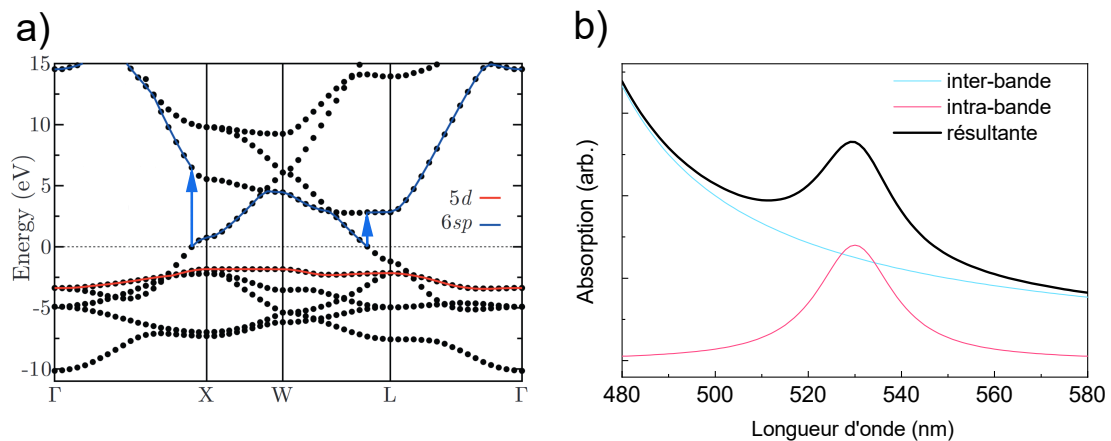 a)
15
10
5
0
-5
-10
Energy (eV)
5d
6sp
Γ X W L Γ
b)
inter-bande
intra-bande
résultante
Absorption (arb.)
480 500 520 540 560 580
Longueur d'onde (nm)